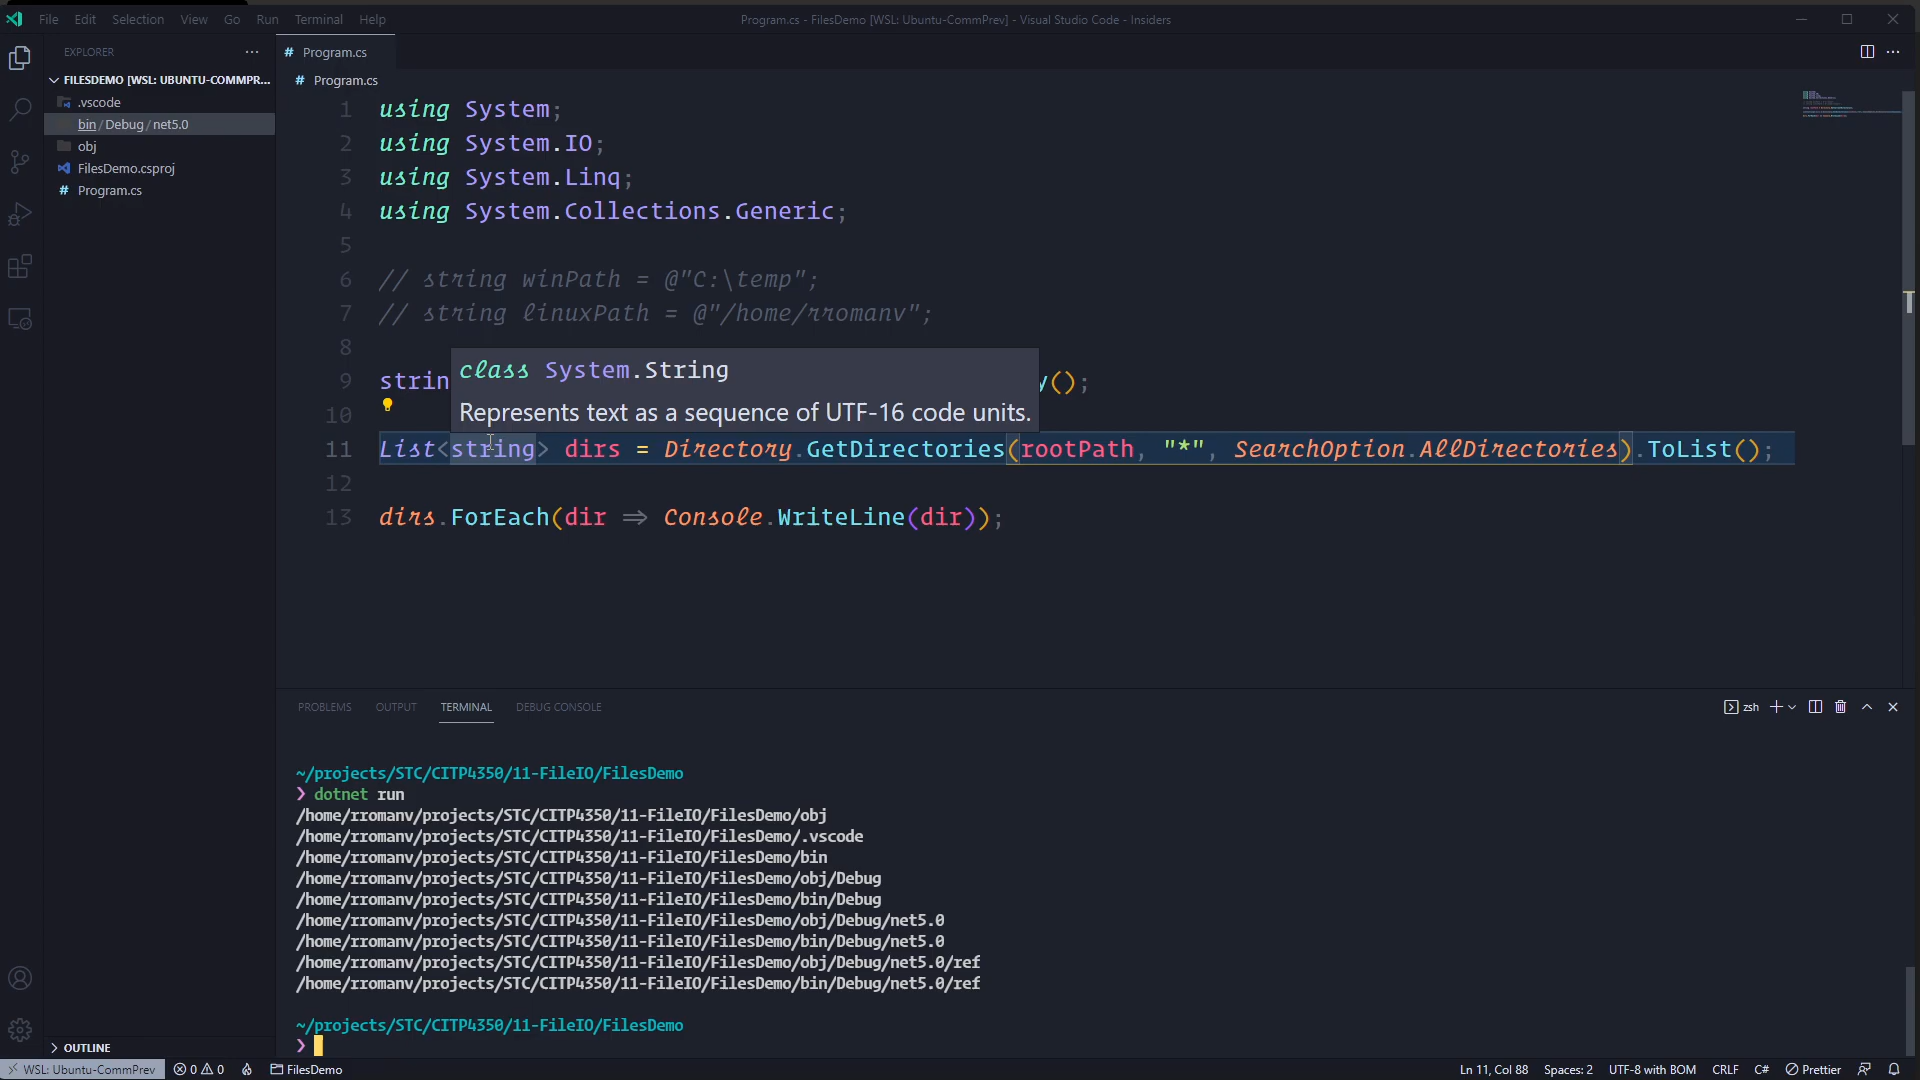 File Edit Selection View Go Run Terminal Help
Program.cs - FilesDemo [WSL: Ubuntu-CommPrev] - Visual Studio Code - Insiders
EXPLORER
FILESDEMO [WSL: UBUNTU-COMMPR...
.vscode
bin / Debug / net5.0
obj
FilesDemo.csproj
# Program.cs
OUTLINE
# Program.cs
# Program.cs
1 using System;
2 using System.IO;
3 using System.Linq;
4 using System.Collections.Generic;
5
6 // string winPath = @"C:\temp";
7 // string linuxPath = @"/home/rromanv";
8
class System.String
9 strin y();
Represents text as a sequence of UTF-16 code units.
10
11 List<string> dirs = Directory.GetDirectories(rootPath, "*", SearchOption.AllDirectories).ToList();
12
13 dirs.ForEach(dir => Console.WriteLine(dir));
PROBLEMS OUTPUT TERMINAL DEBUG CONSOLE
zsh
~/projects/STC/CITP4350/11-FileIO/FilesDemo
❯ dotnet run
/home/rromanv/projects/STC/CITP4350/11-FileIO/FilesDemo/obj
/home/rromanv/projects/STC/CITP4350/11-FileIO/FilesDemo/.vscode
/home/rromanv/projects/STC/CITP4350/11-FileIO/FilesDemo/bin
/home/rromanv/projects/STC/CITP4350/11-FileIO/FilesDemo/obj/Debug
/home/rromanv/projects/STC/CITP4350/11-FileIO/FilesDemo/bin/Debug
/home/rromanv/projects/STC/CITP4350/11-FileIO/FilesDemo/obj/Debug/net5.0
/home/rromanv/projects/STC/CITP4350/11-FileIO/FilesDemo/bin/Debug/net5.0
/home/rromanv/projects/STC/CITP4350/11-FileIO/FilesDemo/obj/Debug/net5.0/ref
/home/rromanv/projects/STC/CITP4350/11-FileIO/FilesDemo/bin/Debug/net5.0/ref
~/projects/STC/CITP4350/11-FileIO/FilesDemo
❯
WSL: Ubuntu-CommPrev 0 0 FilesDemo Ln 11, Col 88 Spaces: 2 UTF-8 with BOM CRLF C# Prettier